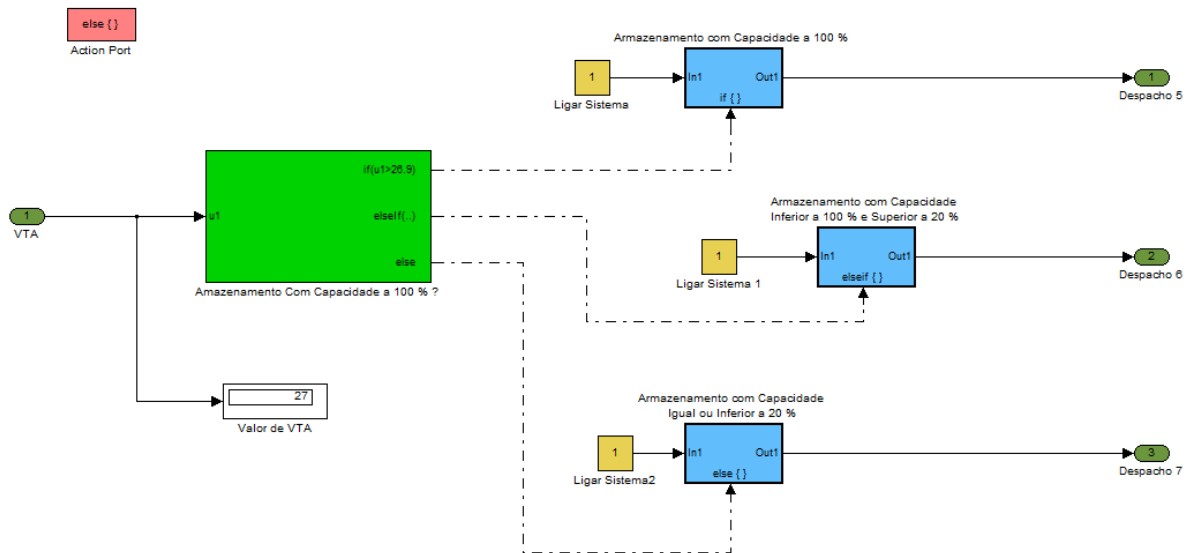 else { }
Action Port
Armazenamento com Capacidade a 100 %
1
Ligar Sistema
In1
Out1
if { }
1
Despacho 5
1
VTA
u1
if(u1>26.9)
elseif(..)
else
Amazenamento Com Capacidade a 100 % ?
Armazenamento com Capacidade
Inferior a 100 % e Superior a 20 %
1
Ligar Sistema 1
In1
Out1
elseif { }
2
Despacho 6
27
Valor de VTA
Armazenamento com Capacidade
Igual ou Inferior a 20 %
1
Ligar Sistema2
In1
Out1
else { }
3
Despacho 7